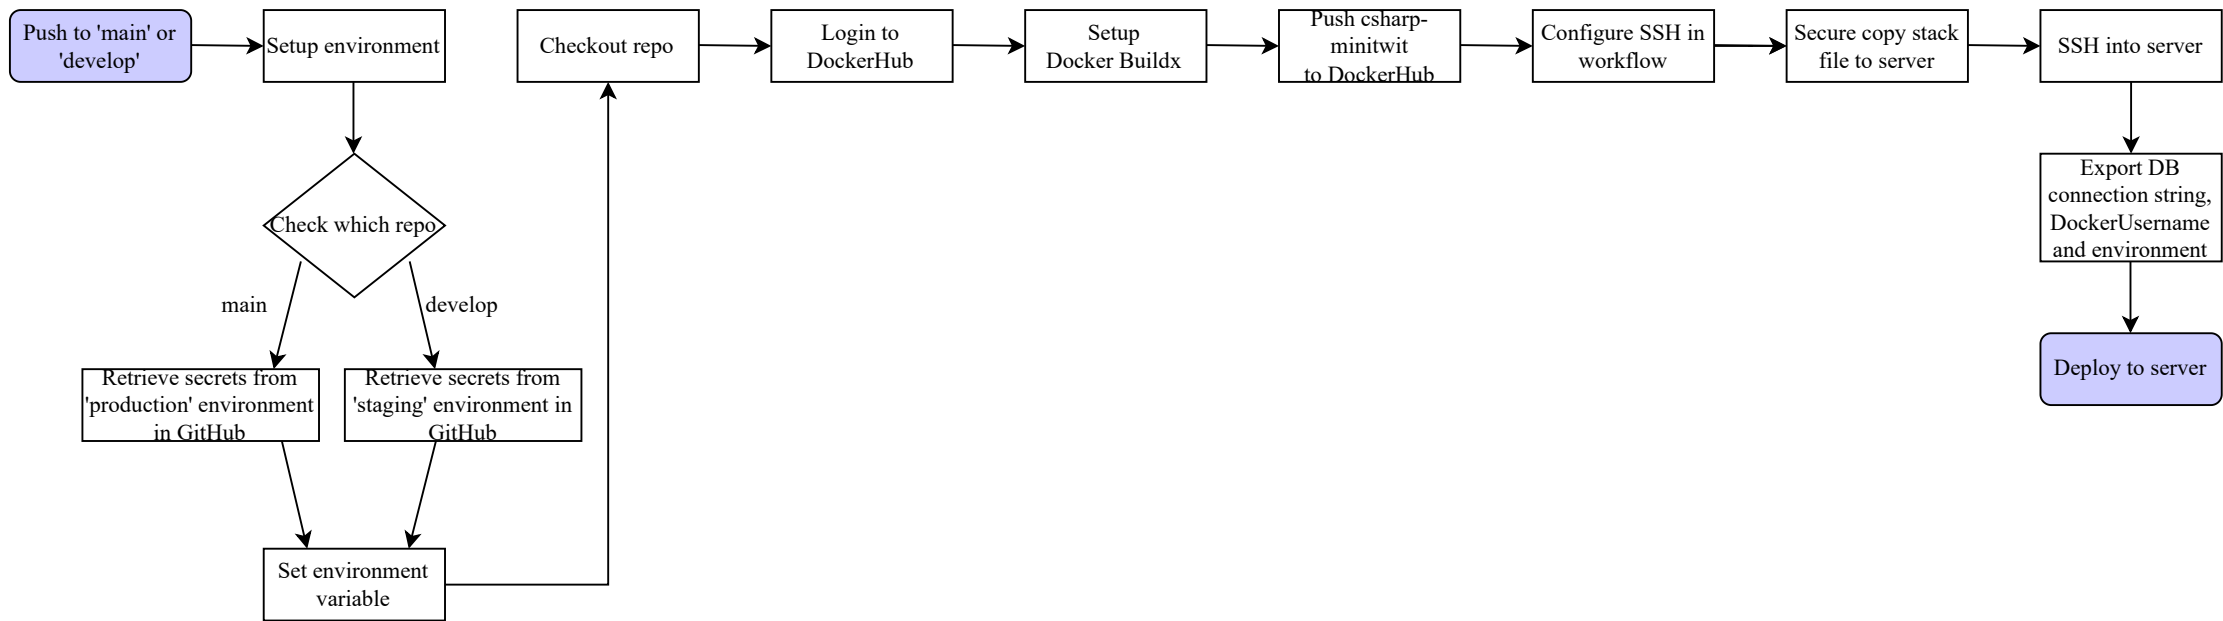 Push to 'main' or
'develop'
Setup environment
Checkout repo
Login to
DockerHub
Setup
Docker Buildx
Push csharp-
minitwit
to DockerHub
Configure SSH in
workflow
Secure copy stack
file to server
SSH into server
Check which repo
Export DB
connection string,
DockerUsername
and environment
main
develop
Retrieve secrets from
'production' environment
in GitHub
Retrieve secrets from
'staging' environment in
GitHub
Deploy to server
Set environment
variable